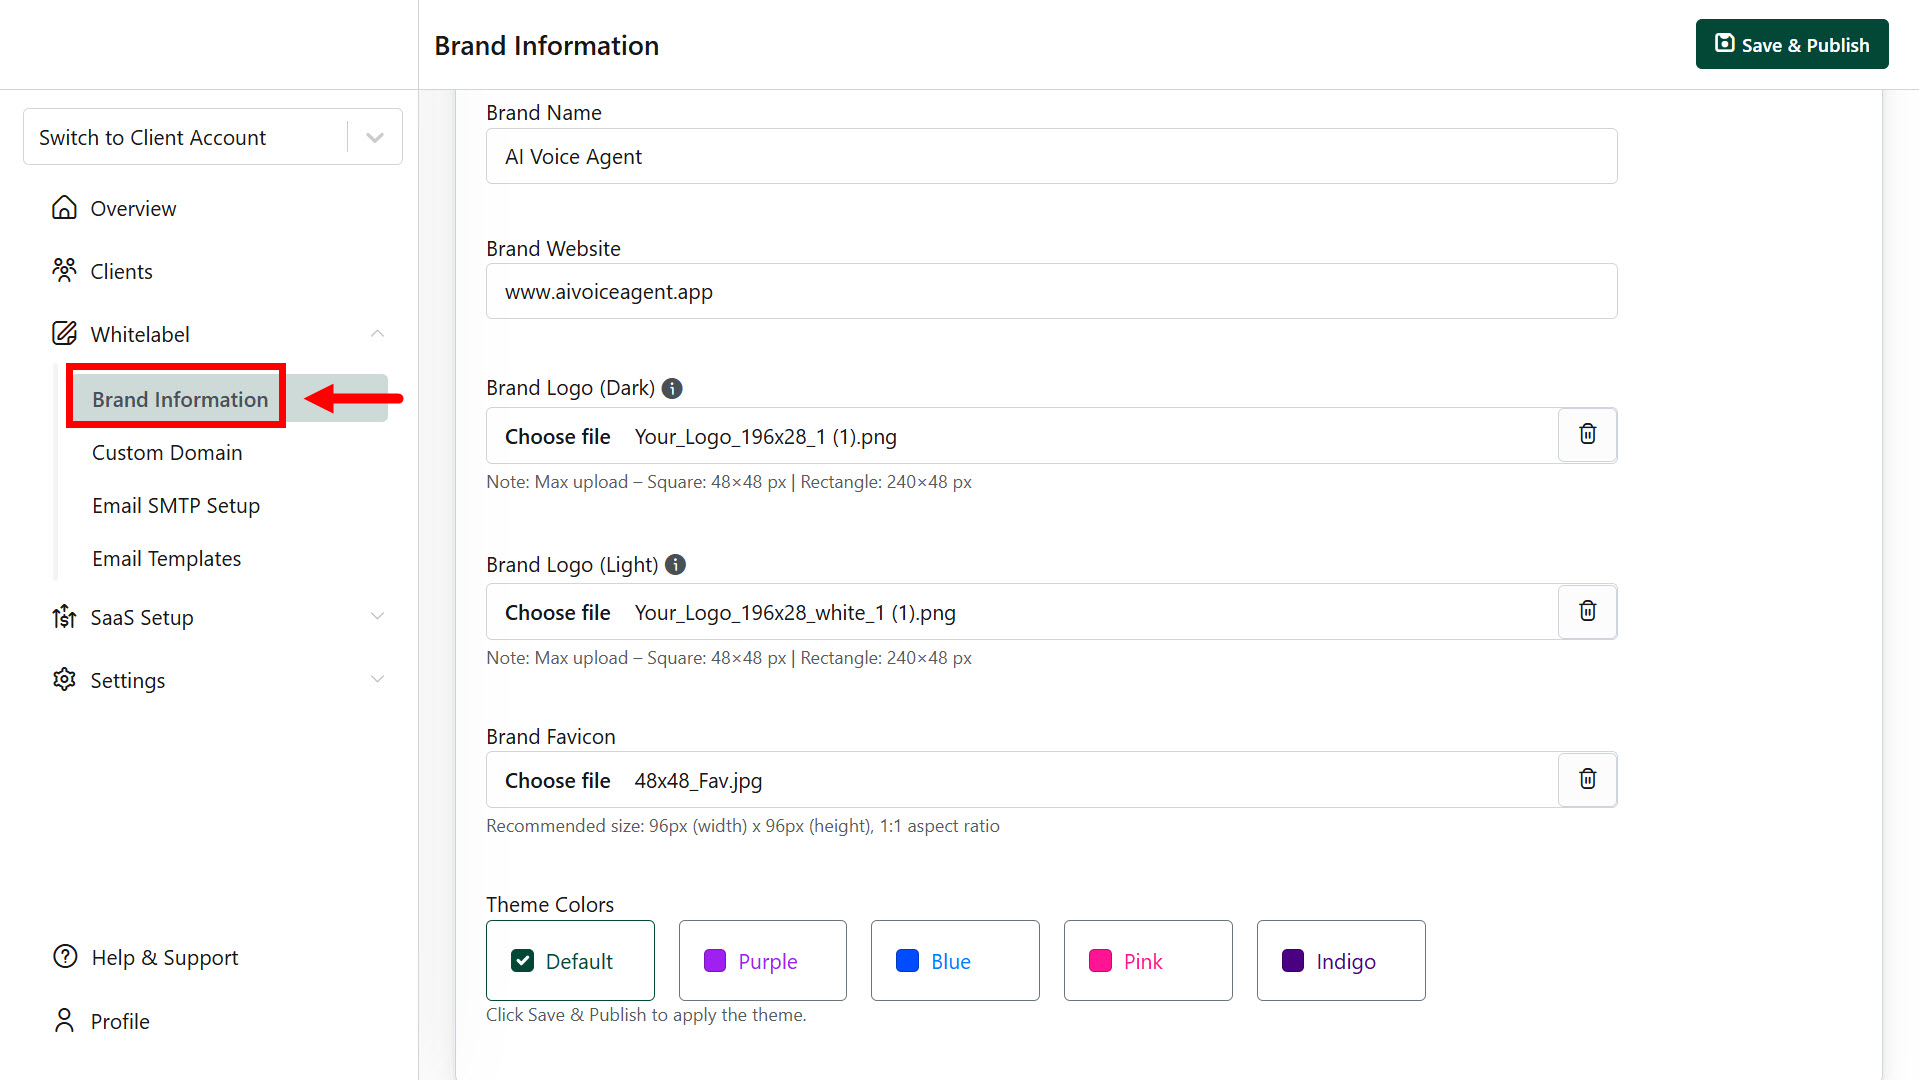 Brand Information
Save & Publish
Switch to Client Account
Overview
Clients
Whitelabel
Brand Information
Custom Domain
Email SMTP Setup
Email Templates
SaaS Setup
Settings
Help & Support
Profile
Brand Name
AI Voice Agent
Brand Website
www.aivoiceagent.app
Brand Logo (Dark)
Choose file Your_Logo_196x28_1 (1).png
Note: Max upload – Square: 48×48 px | Rectangle: 240×48 px
Brand Logo (Light)
Choose file Your_Logo_196x28_white_1 (1).png
Note: Max upload – Square: 48×48 px | Rectangle: 240×48 px
Brand Favicon
Choose file 48x48_Fav.jpg
Recommended size: 96px (width) x 96px (height), 1:1 aspect ratio
Theme Colors
Default Purple Blue Pink Indigo
Click Save & Publish to apply the theme.